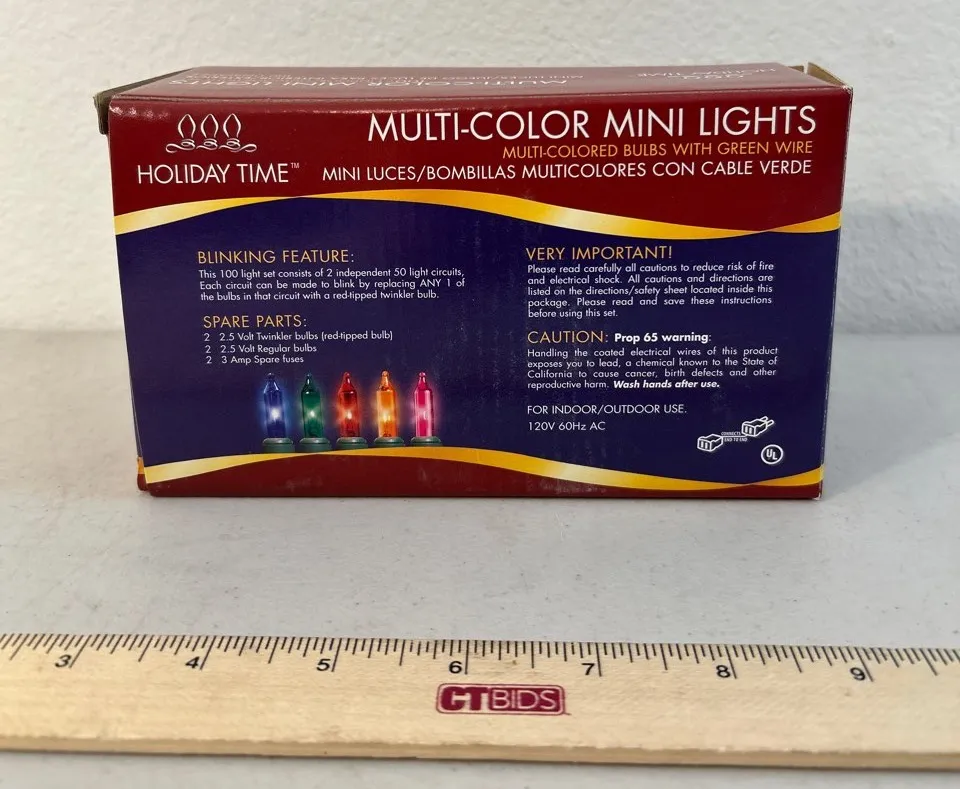 HOLIDAY TIME™
MULTI-COLOR MINI LIGHTS
MULTI-COLORED BULBS WITH GREEN WIRE
MINI LUCES/BOMBILLAS MULTICOLORES CON CABLE VERDE
BLINKING FEATURE:
This 100 light set consists of 2 independent 50 light circuits,
Each circuit can be made to blink by replacing ANY 1 of
the bulbs in that circuit with a red-tipped twinkler bulb.
SPARE PARTS:
2 2.5 Volt Twinkler bulbs (red-tipped bulb)
2 2.5 Volt Regular bulbs
2 3 Amp Spare fuses
VERY IMPORTANT!
Please read carefully all cautions to reduce risk of fire
and electrical shock. All cautions and directions are
listed on the directions/safety sheet located inside this
package. Please read and save these instructions
before using this set.
CAUTION: Prop 65 warning:
Handling the coated electrical wires of this product
exposes you to lead, a chemical known to the State of
California to cause cancer, birth defects and other
reproductive harm. Wash hands after use.
FOR INDOOR/OUTDOOR USE.
120V 60Hz AC
CONNECTS
END TO END
UL
3 4 5 6 7 8 9
GTBIDS